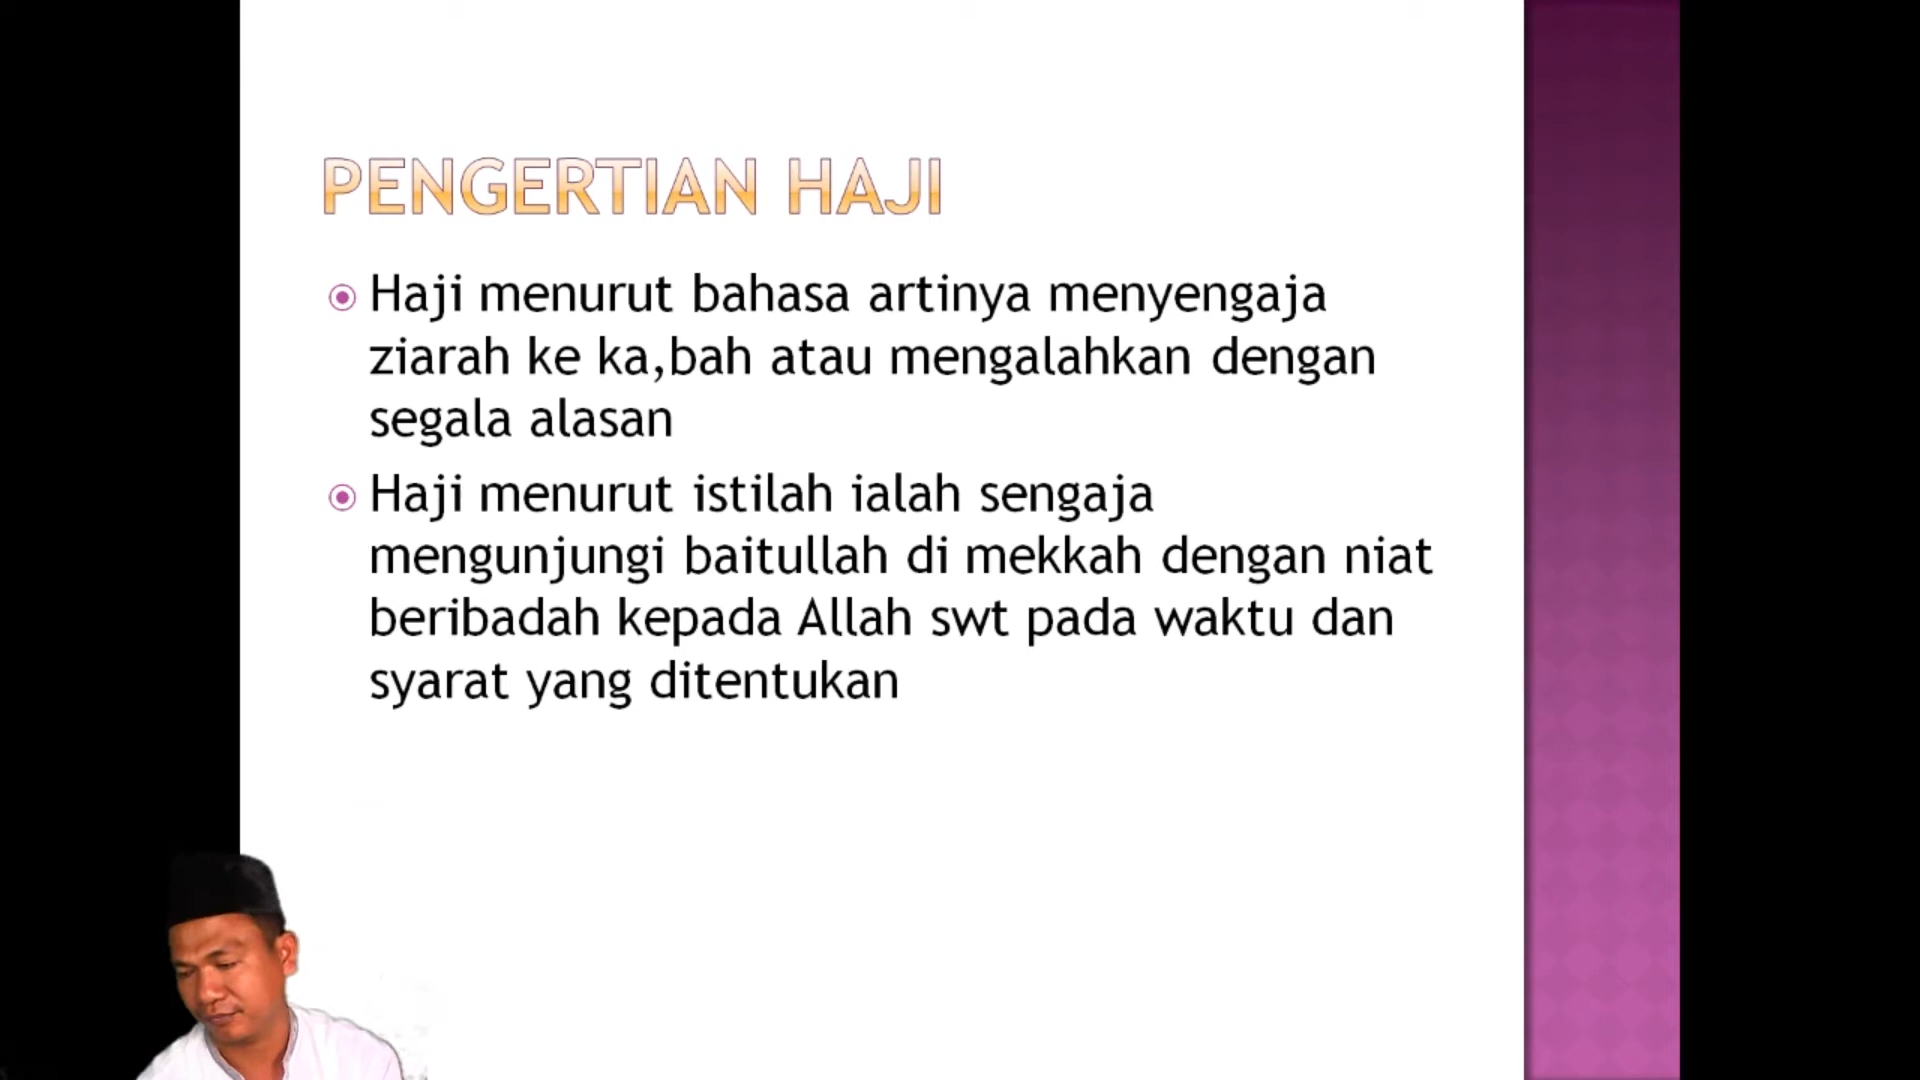 PENGERTIAN HAJI
Haji menurut bahasa artinya menyengaja
ziarah ke ka,bah atau mengalahkan dengan
segala alasan
Haji menurut istilah ialah sengaja
mengunjungi baitullah di mekkah dengan niat
beribadah kepada Allah swt pada waktu dan
syarat yang ditentukan